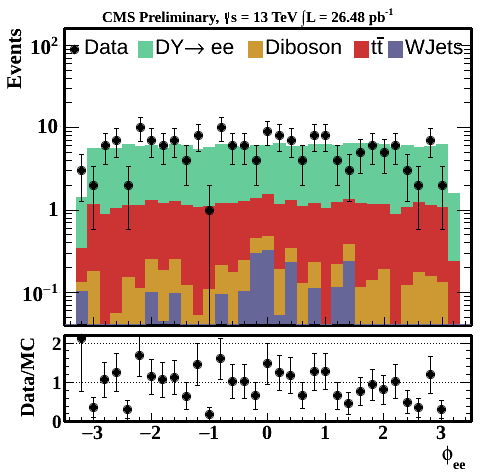 CMS Preliminary, √s = 13 TeV ∫L = 26.48 pb⁻¹
Events
Data DY→ ee Diboson tt̄ WJets
10²
10
1
10⁻¹
Data/MC
2
1
0
−3 −2 −1 0 1 2 3
ϕee